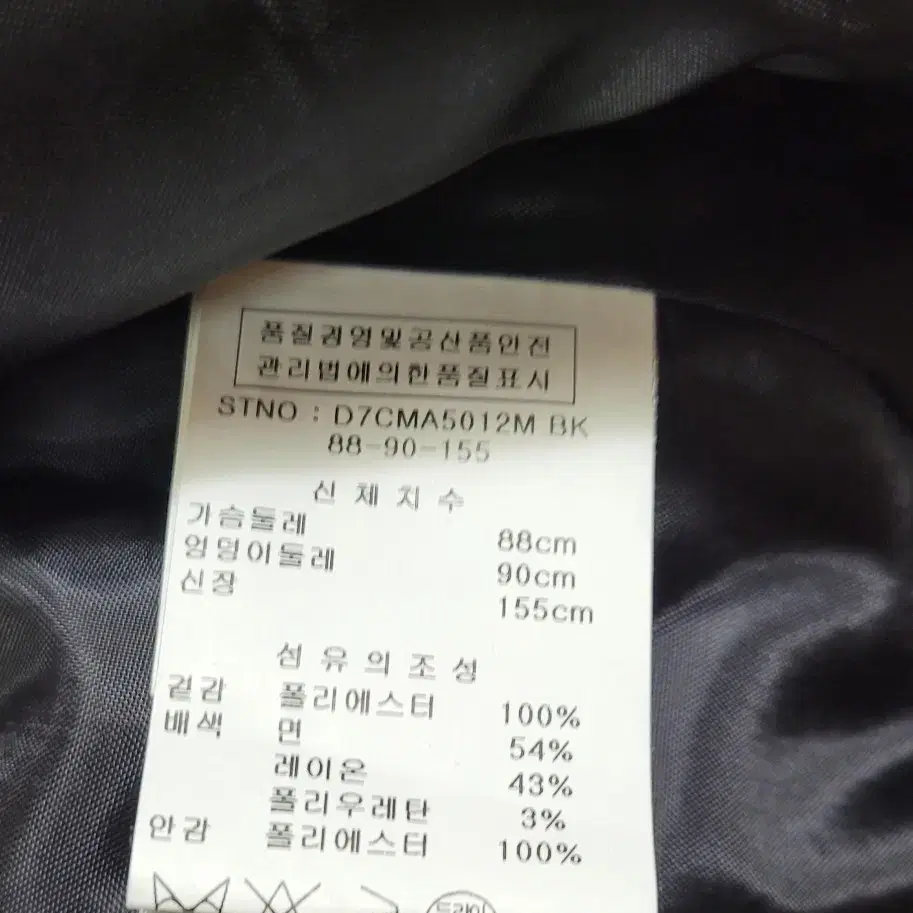 품질경영및공산품안전
관리법에의한품질표시
STNO : D7CMA5012M BK
88-90-155
신 체 치 수
가슴둘레 88cm
엉덩이둘레 90cm
신장 155cm
섬 유 의 조 성
겉감 폴리에스터 100%
배색 면 54%
레이온 43%
폴리우레탄 3%
안감 폴리에스터 100%
드라이